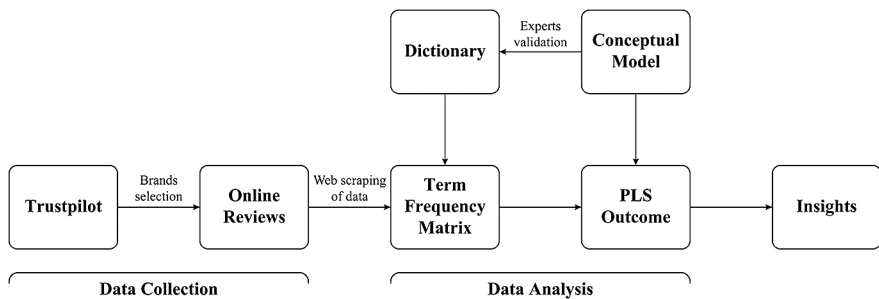 Dictionary
Experts
validation
Conceptual
Model
Trustpilot
Brands
selection
Online
Reviews
Web scraping
of data
Term
Frequency
Matrix
PLS
Outcome
Insights
Data Collection
Data Analysis